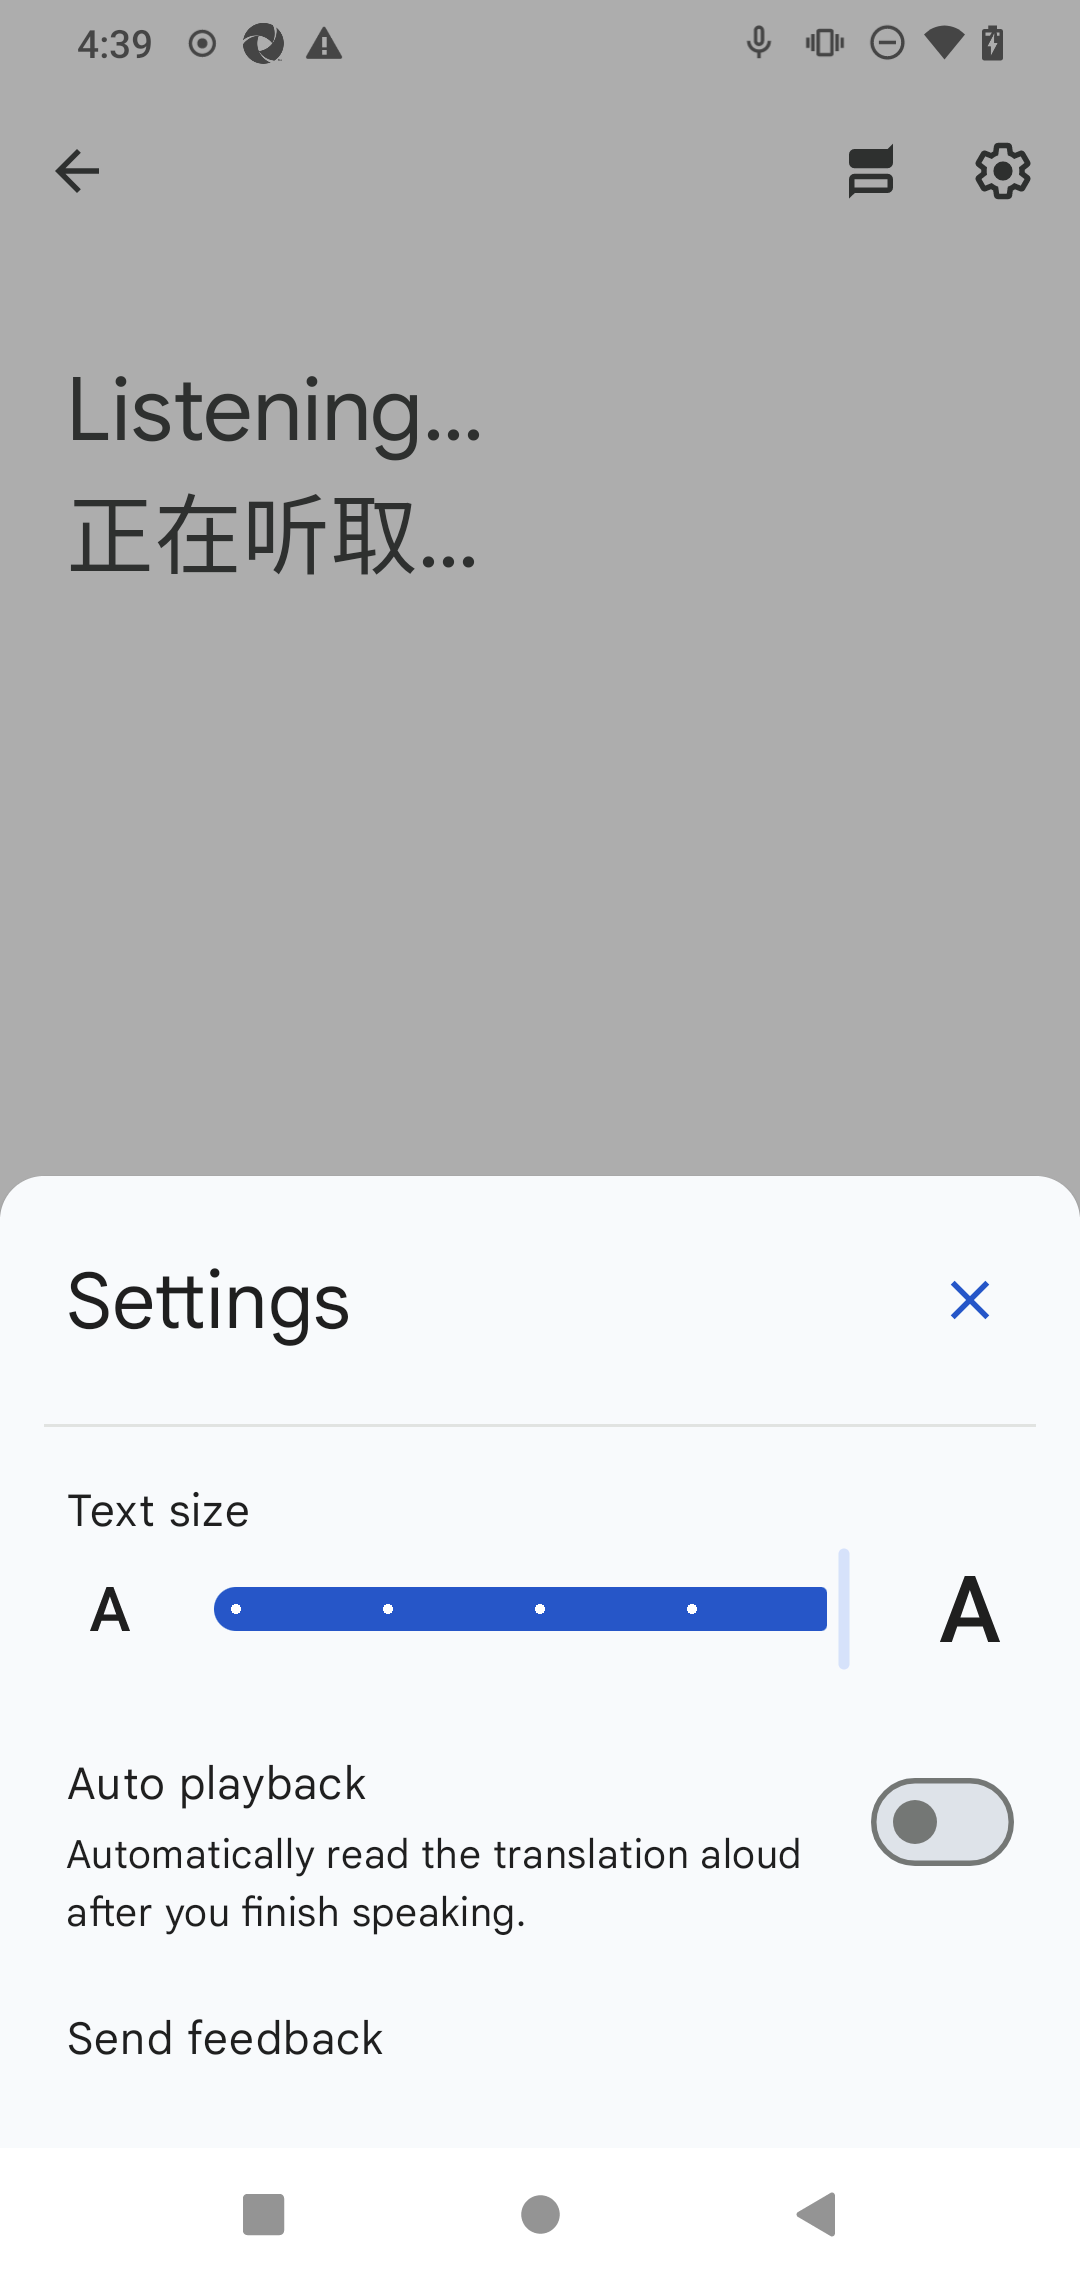 4:39
Listening...
正在听取...
Settings
Text size
A A
Auto playback
Automatically read the translation aloud
after you finish speaking.
Send feedback